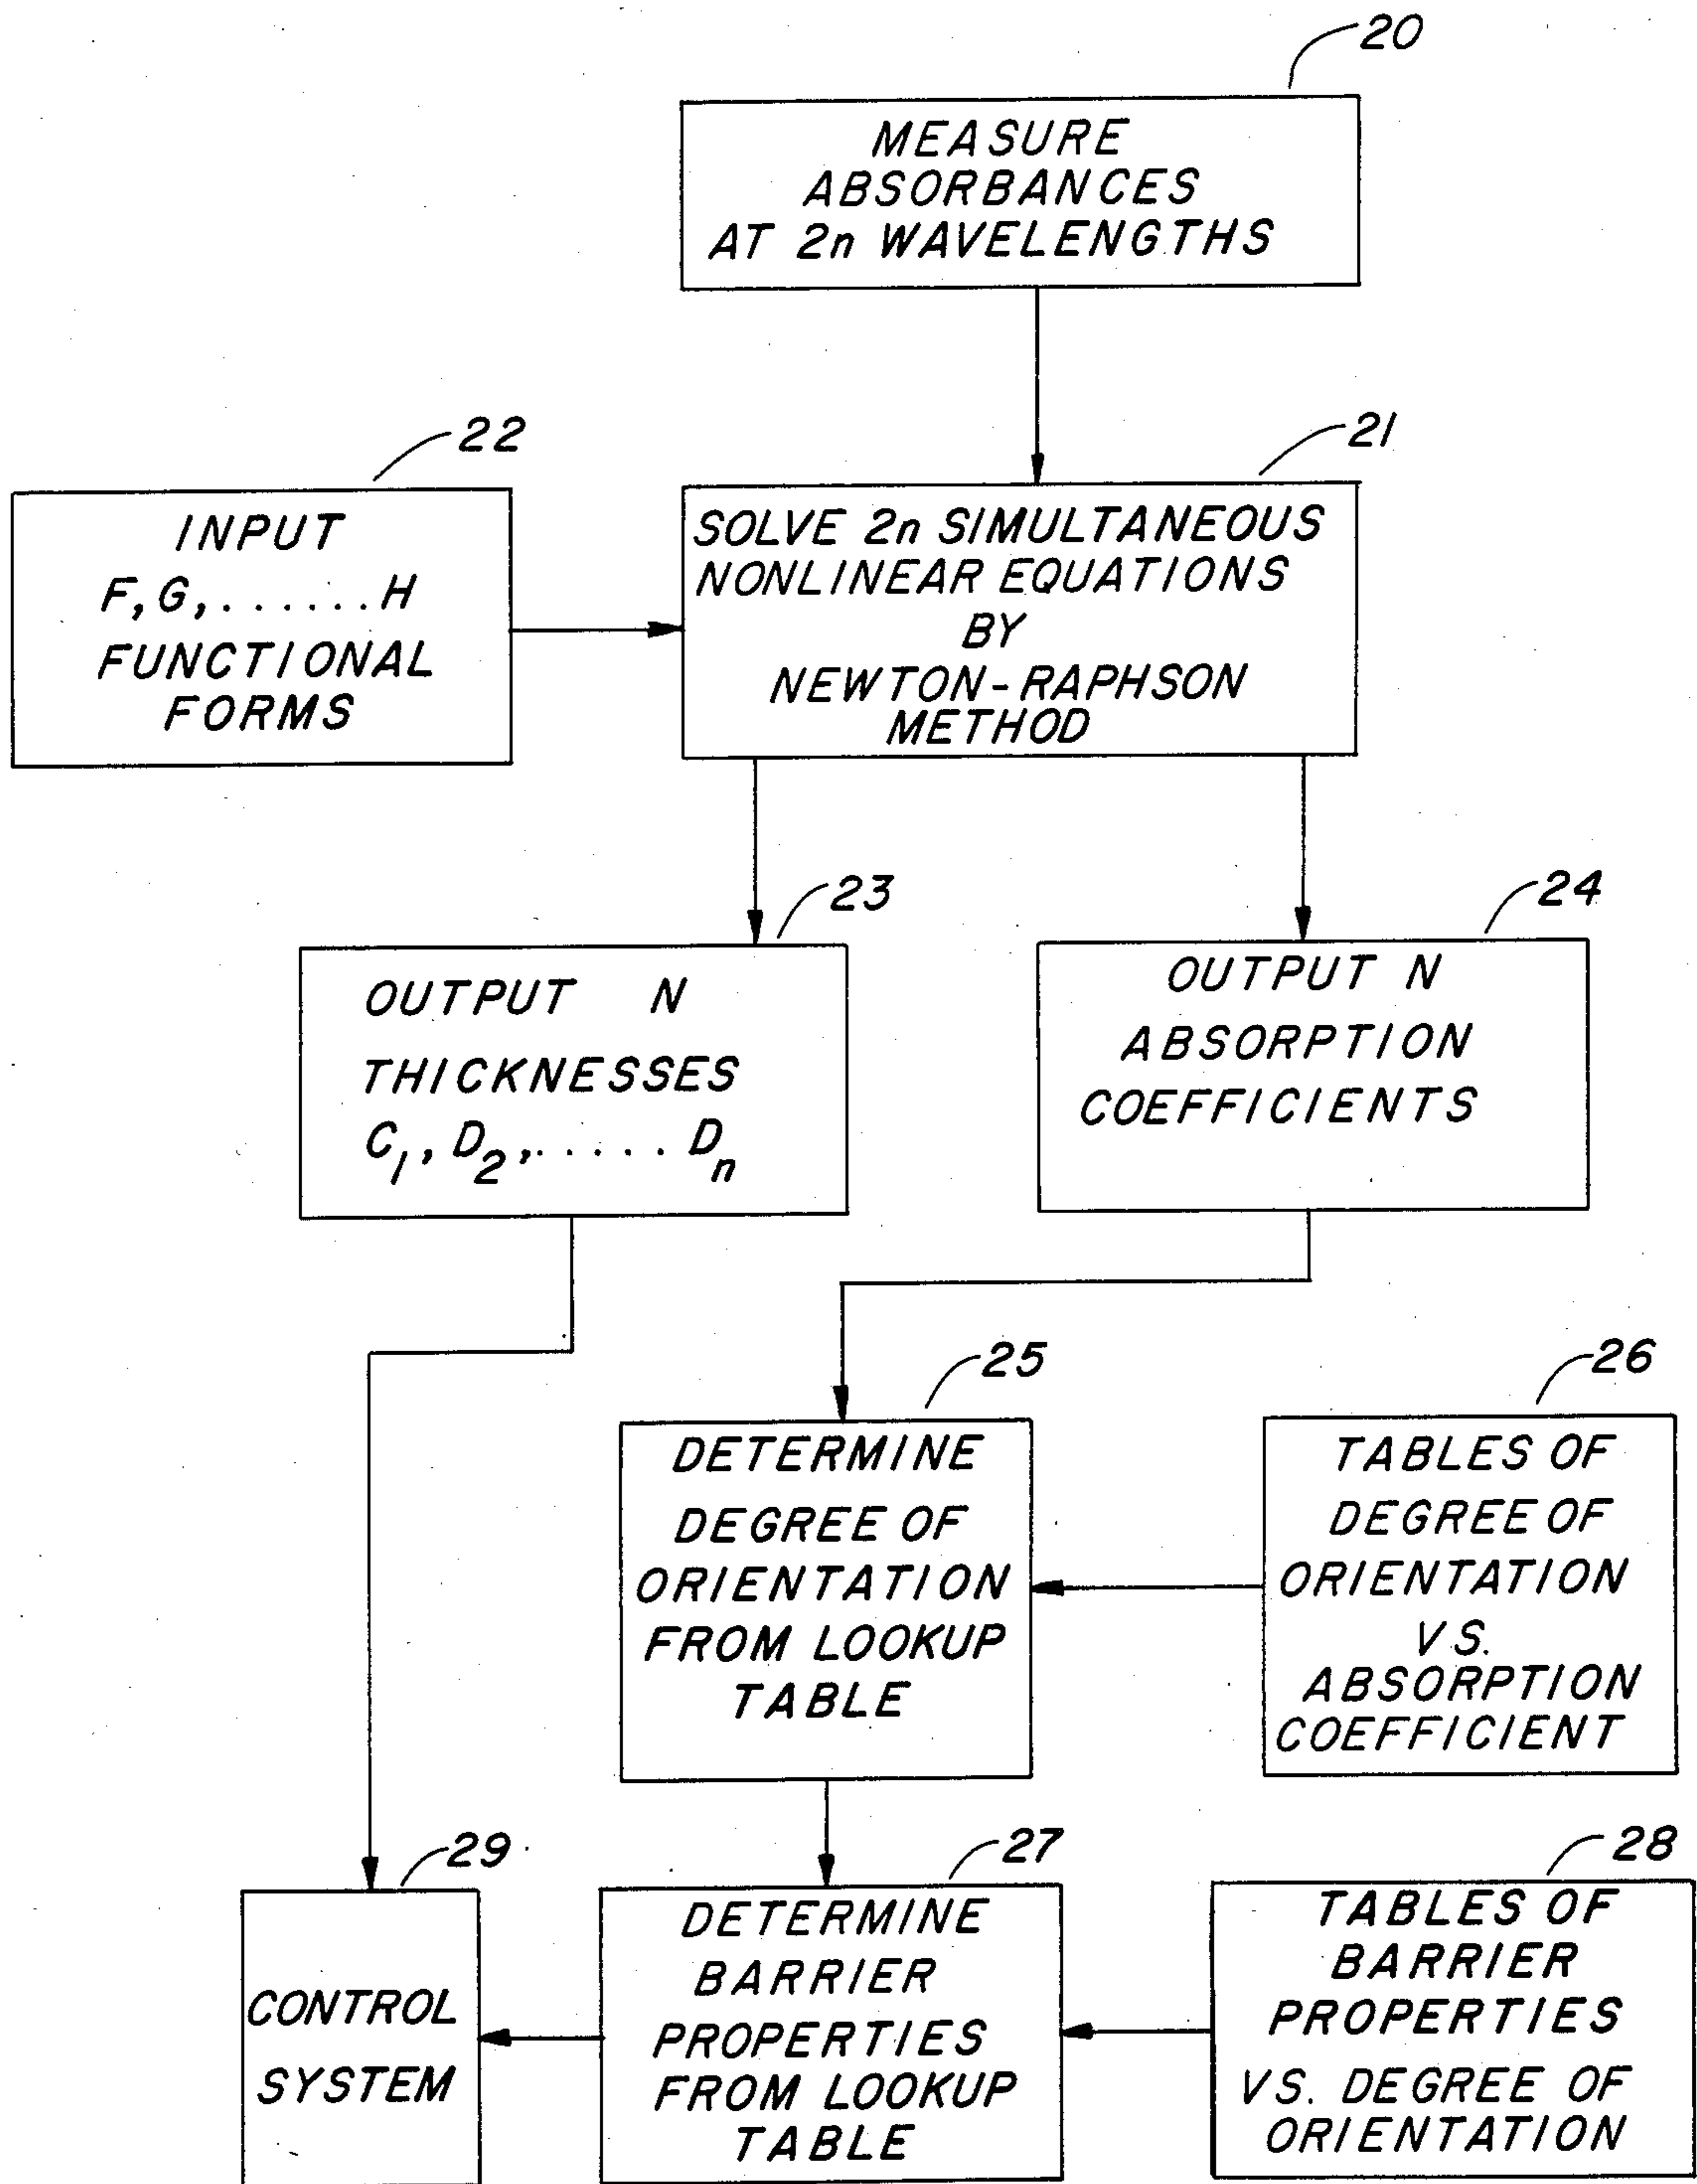 20
MEASURE
ABSORBANCES
AT 2n WAVELENGTHS
22
INPUT
F, G, . . . . . . H
FUNCTIONAL
FORMS
21
SOLVE 2n SIMULTANEOUS
NONLINEAR EQUATIONS
BY
NEWTON-RAPHSON
METHOD
23
OUTPUT N
THICKNESSES
C1, D2, . . . . . Dn
24
OUTPUT N
ABSORPTION
COEFFICIENTS
25
DETERMINE
DEGREE OF
ORIENTATION
FROM LOOKUP
TABLE
26
TABLES OF
DEGREE OF
ORIENTATION
VS.
ABSORPTION
COEFFICIENT
29
CONTROL
SYSTEM
27
DETERMINE
BARRIER
PROPERTIES
FROM LOOKUP
TABLE
28
TABLES OF
BARRIER
PROPERTIES
VS. DEGREE OF
ORIENTATION